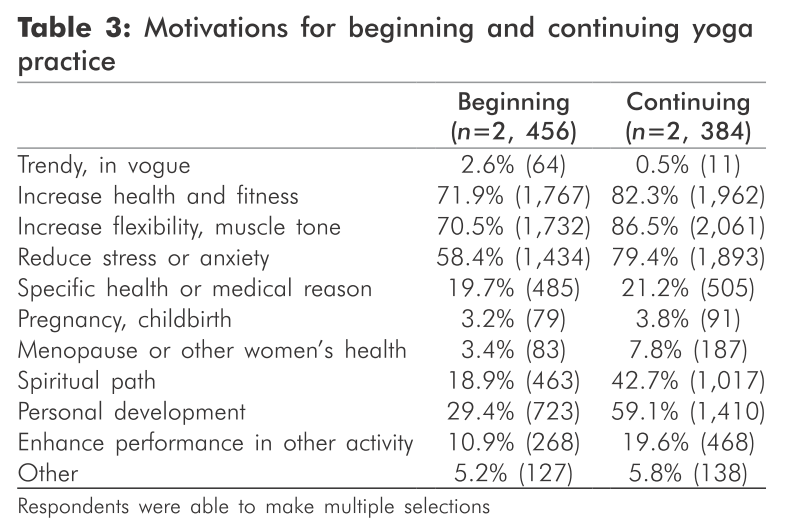 Table 3: Motivations for beginning and continuing yoga
practice
Beginning Continuing
(n=2, 456) (n=2, 384)
Trendy, in vogue 2.6% (64) 0.5% (11)
Increase health and fitness 71.9% (1,767) 82.3% (1,962)
Increase flexibility, muscle tone 70.5% (1,732) 86.5% (2,061)
Reduce stress or anxiety 58.4% (1,434) 79.4% (1,893)
Specific health or medical reason 19.7% (485) 21.2% (505)
Pregnancy, childbirth 3.2% (79) 3.8% (91)
Menopause or other women's health 3.4% (83) 7.8% (187)
Spiritual path 18.9% (463) 42.7% (1,017)
Personal development 29.4% (723) 59.1% (1,410)
Enhance performance in other activity 10.9% (268) 19.6% (468)
Other 5.2% (127) 5.8% (138)
Respondents were able to make multiple selections